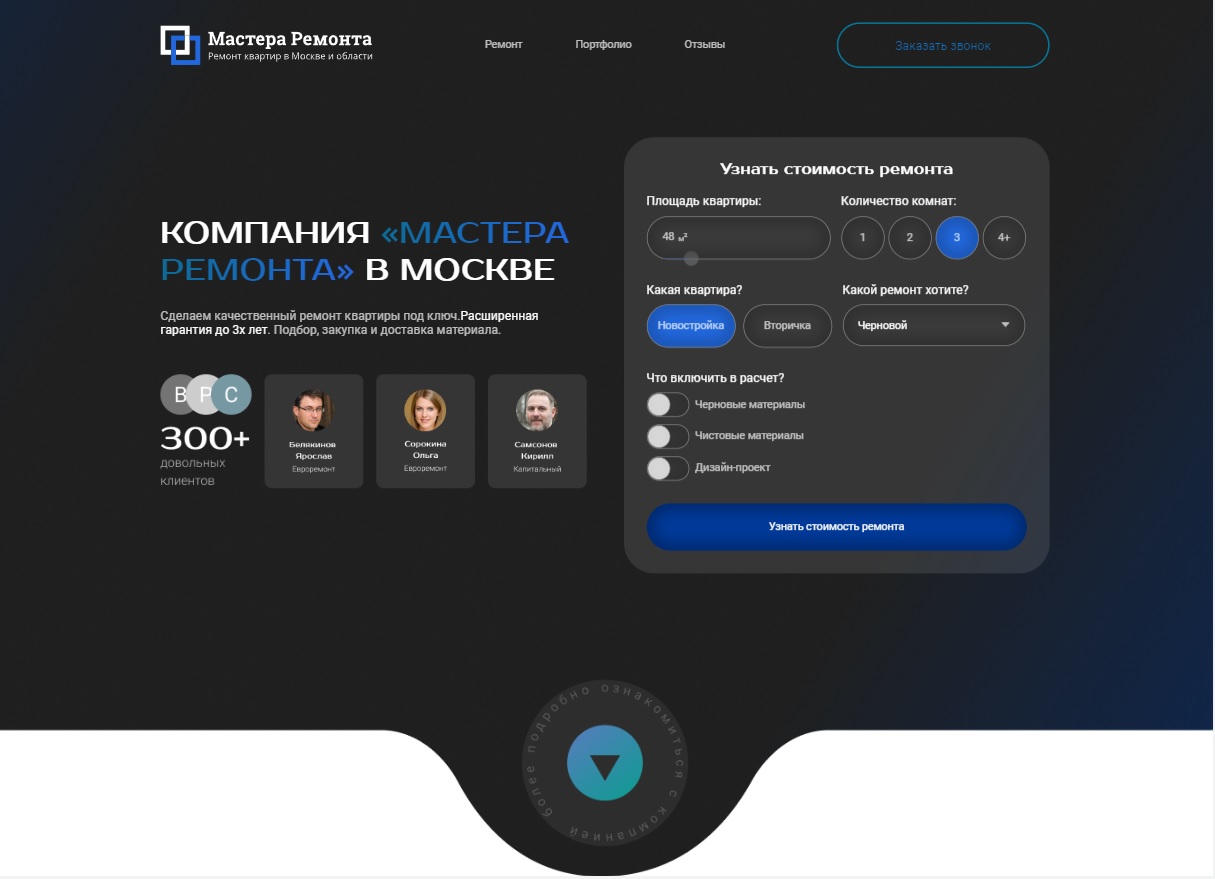 Мастера Ремонта
Ремонт квартир в Москве и области
Ремонт
Портфолио
Отзывы
Заказать звонок
КОМПАНИЯ «МАСТЕРА
РЕМОНТА» В МОСКВЕ
Сделаем качественный ремонт квартиры под ключ.Расширенная
гарантия до 3х лет. Подбор, закупка и доставка материала.
В Р С
300+
довольных
клиентов
Белякинов
Ярослав
Евроремонт
Сорокина
Ольга
Евроремонт
Самсонов
Кирилл
Капитальный
Узнать стоимость ремонта
Площадь квартиры:
48 м²
Количество комнат:
1 2 3 4+
Какая квартира?
Новостройка
Вторичка
Какой ремонт хотите?
Черновой
Что включить в расчет?
Черновые материалы
Чистовые материалы
Дизайн-проект
Узнать стоимость ремонта
более подробно ознакомиться с компанией